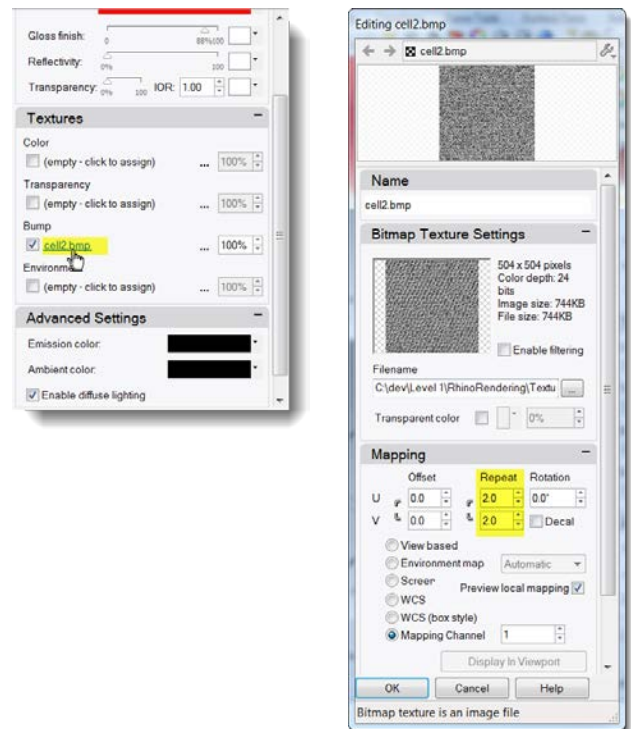 Gloss finish: 0 88% 100
Reflectivity: 0% 100
Transparency: 0% 100 IOR: 1.00
Textures
Color
(empty - click to assign) ... 100%
Transparency
(empty - click to assign) ... 100%
Bump
cell2.bmp ... 100%
(empty - click to assign) ... 100%
Advanced Settings
Emission color:
Ambient color:
Enable diffuse lighting
Editing cell2.bmp
cell2.bmp
Name
cell2.bmp
Bitmap Texture Settings
504 x 504 pixels
Color depth: 24
bits
Image size: 744KB
File size: 744KB
Enable filtering
Filename
C:\dev\Level 1\RhinoRendering\Textu ...
Transparent color 0%
Mapping
Offset Repeat Rotation
U 0.0 2.0 0.0°
V 0.0 2.0 Decal
View based
Environment map Automatic
Screen
Preview local mapping
WCS
WCS (box style)
Mapping Channel 1
Display In Viewport
OK Cancel Help
Bitmap texture is an image file